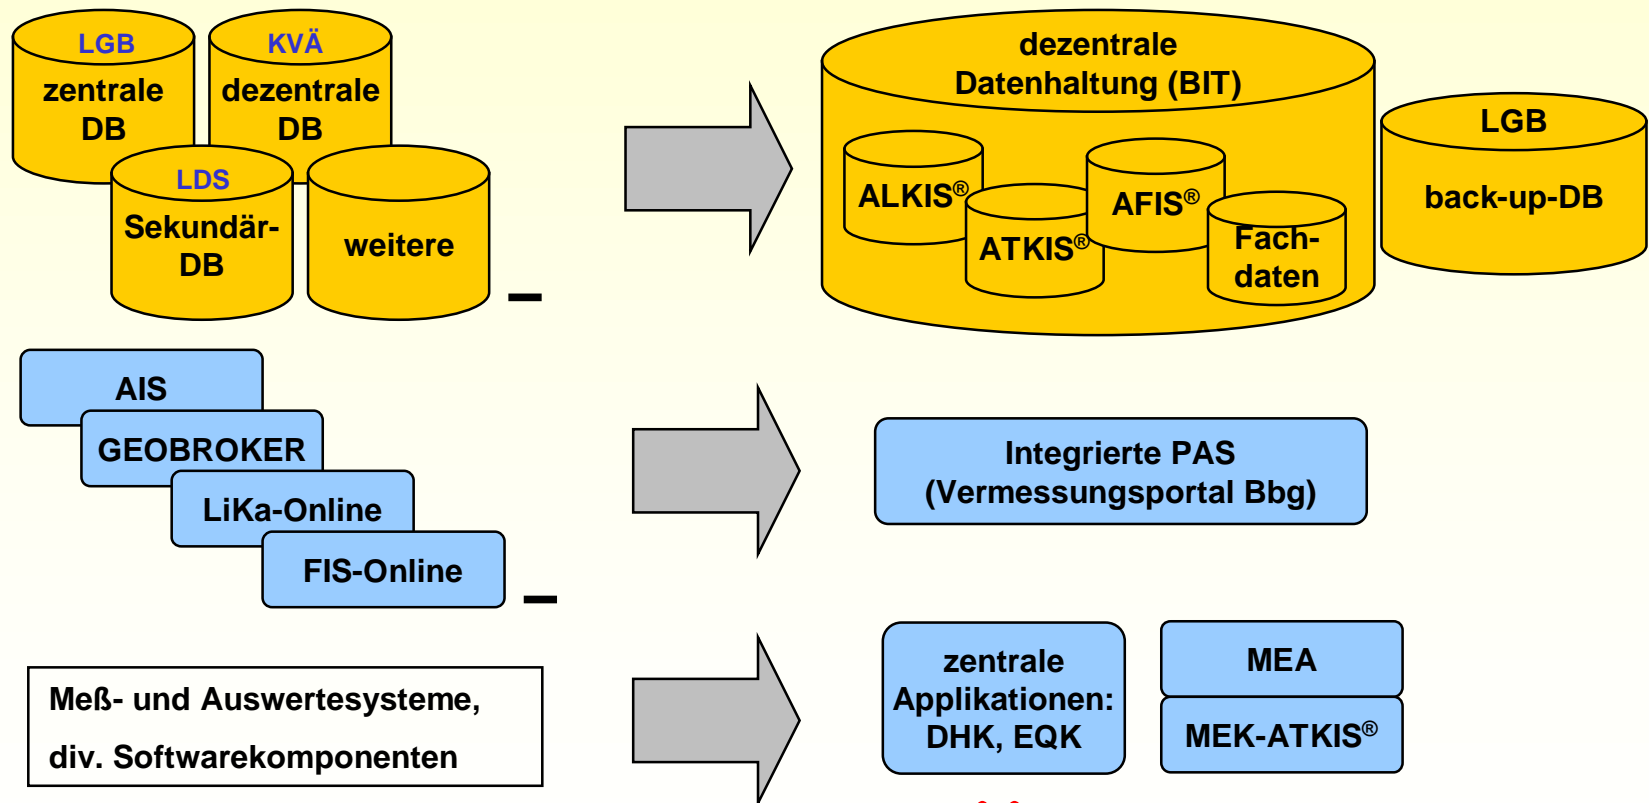 LGB
zentrale
DB
KVÄ
dezentrale
DB
LDS
Sekundär-
DB
weitere
dezentrale
Datenhaltung (BIT)
ALKIS®
ATKIS®
AFIS®
Fach-
daten
LGB
back-up-DB
AIS
GEOBROKER
LiKa-Online
FIS-Online
Integrierte PAS
(Vermessungsportal Bbg)
Meß- und Auswertesysteme,
div. Softwarekomponenten
zentrale
Applikationen:
DHK, EQK
MEA
MEK-ATKIS®